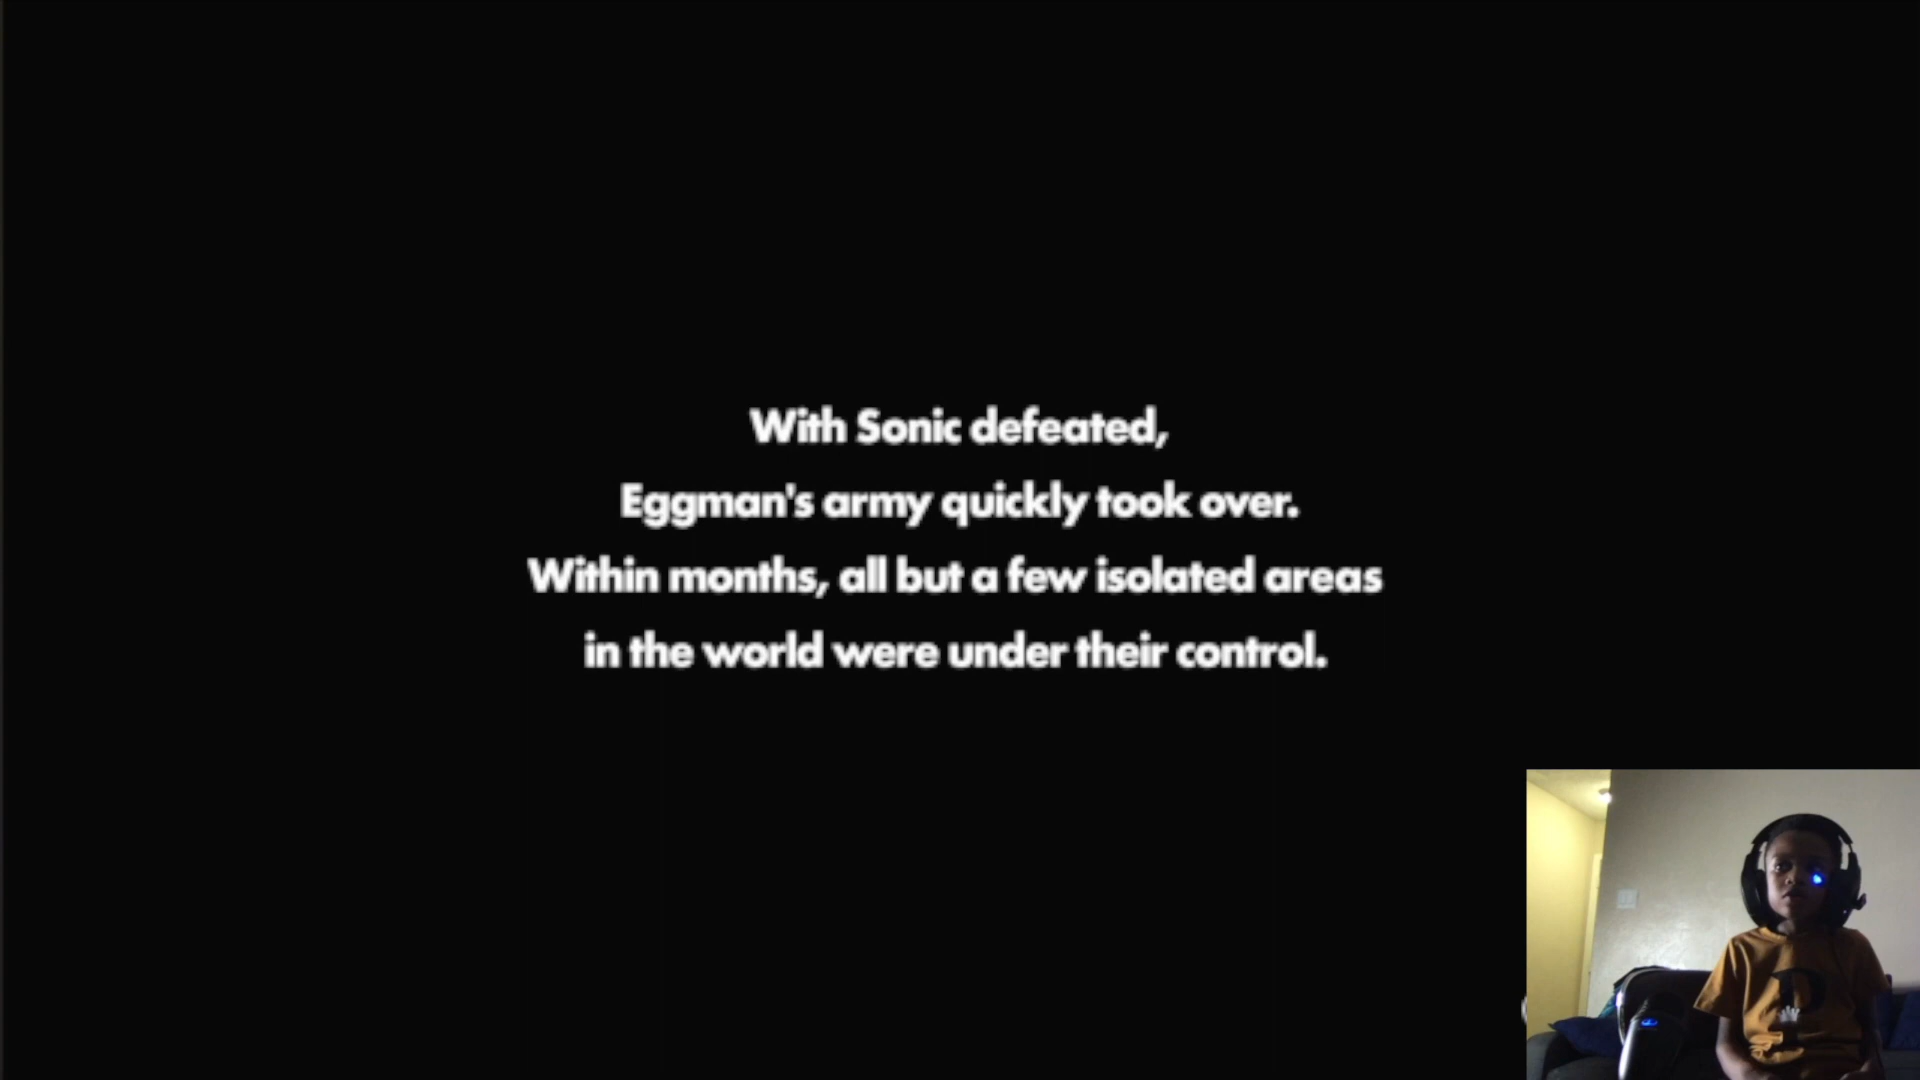 With Sonic defeated,
Eggman's army quickly took over.
Within months, all but a few isolated areas
in the world were under their control.